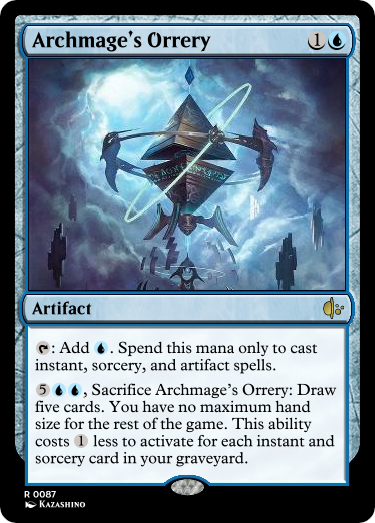 Archmage's Orrery 1
Artifact
: Add . Spend this mana only to cast
instant, sorcery, and artifact spells.
5 , Sacrifice Archmage's Orrery: Draw
five cards. You have no maximum hand
size for the rest of the game. This ability
costs 1 less to activate for each instant and
sorcery card in your graveyard.
R 0087
Kazashino